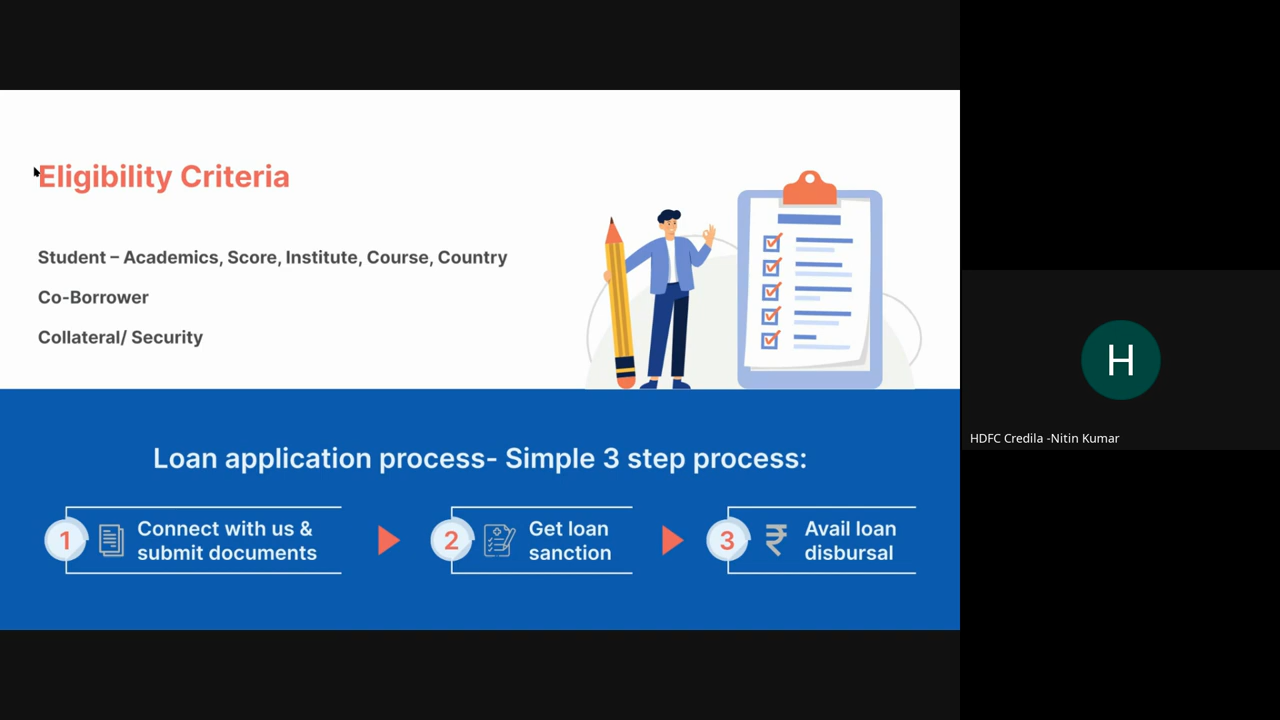 Eligibility Criteria
Student – Academics, Score, Institute, Course, Country
Co-Borrower
Collateral/ Security
Loan application process- Simple 3 step process:
1
Connect with us &
submit documents
2
Get loan
sanction
3
₹
Avail loan
disbursal
H
HDFC Credila -Nitin Kumar